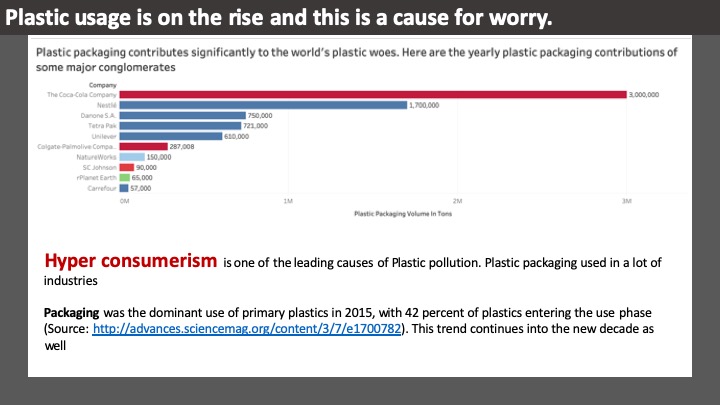 Plastic usage is on the rise and this is a cause for worry.
Plastic packaging contributes significantly to the world's plastic woes. Here are the yearly plastic packaging contributions of
some major conglomerates
Company
The Coca-Cola Company 3,000,000
Nestlé 1,700,000
Danone S.A. 750,000
Tetra Pak 721,000
Unilever 610,000
Colgate-Palmolive Compa.. 287,008
NatureWorks 150,000
SC Johnson 90,000
rPlanet Earth 65,000
Carrefour 57,000
0M 1M 2M 3M
Plastic Packaging Volume In Tons
Hyper consumerism is one of the leading causes of Plastic pollution. Plastic packaging used in a lot of
industries
Packaging was the dominant use of primary plastics in 2015, with 42 percent of plastics entering the use phase
(Source: http://advances.sciencemag.org/content/3/7/e1700782). This trend continues into the new decade as
well